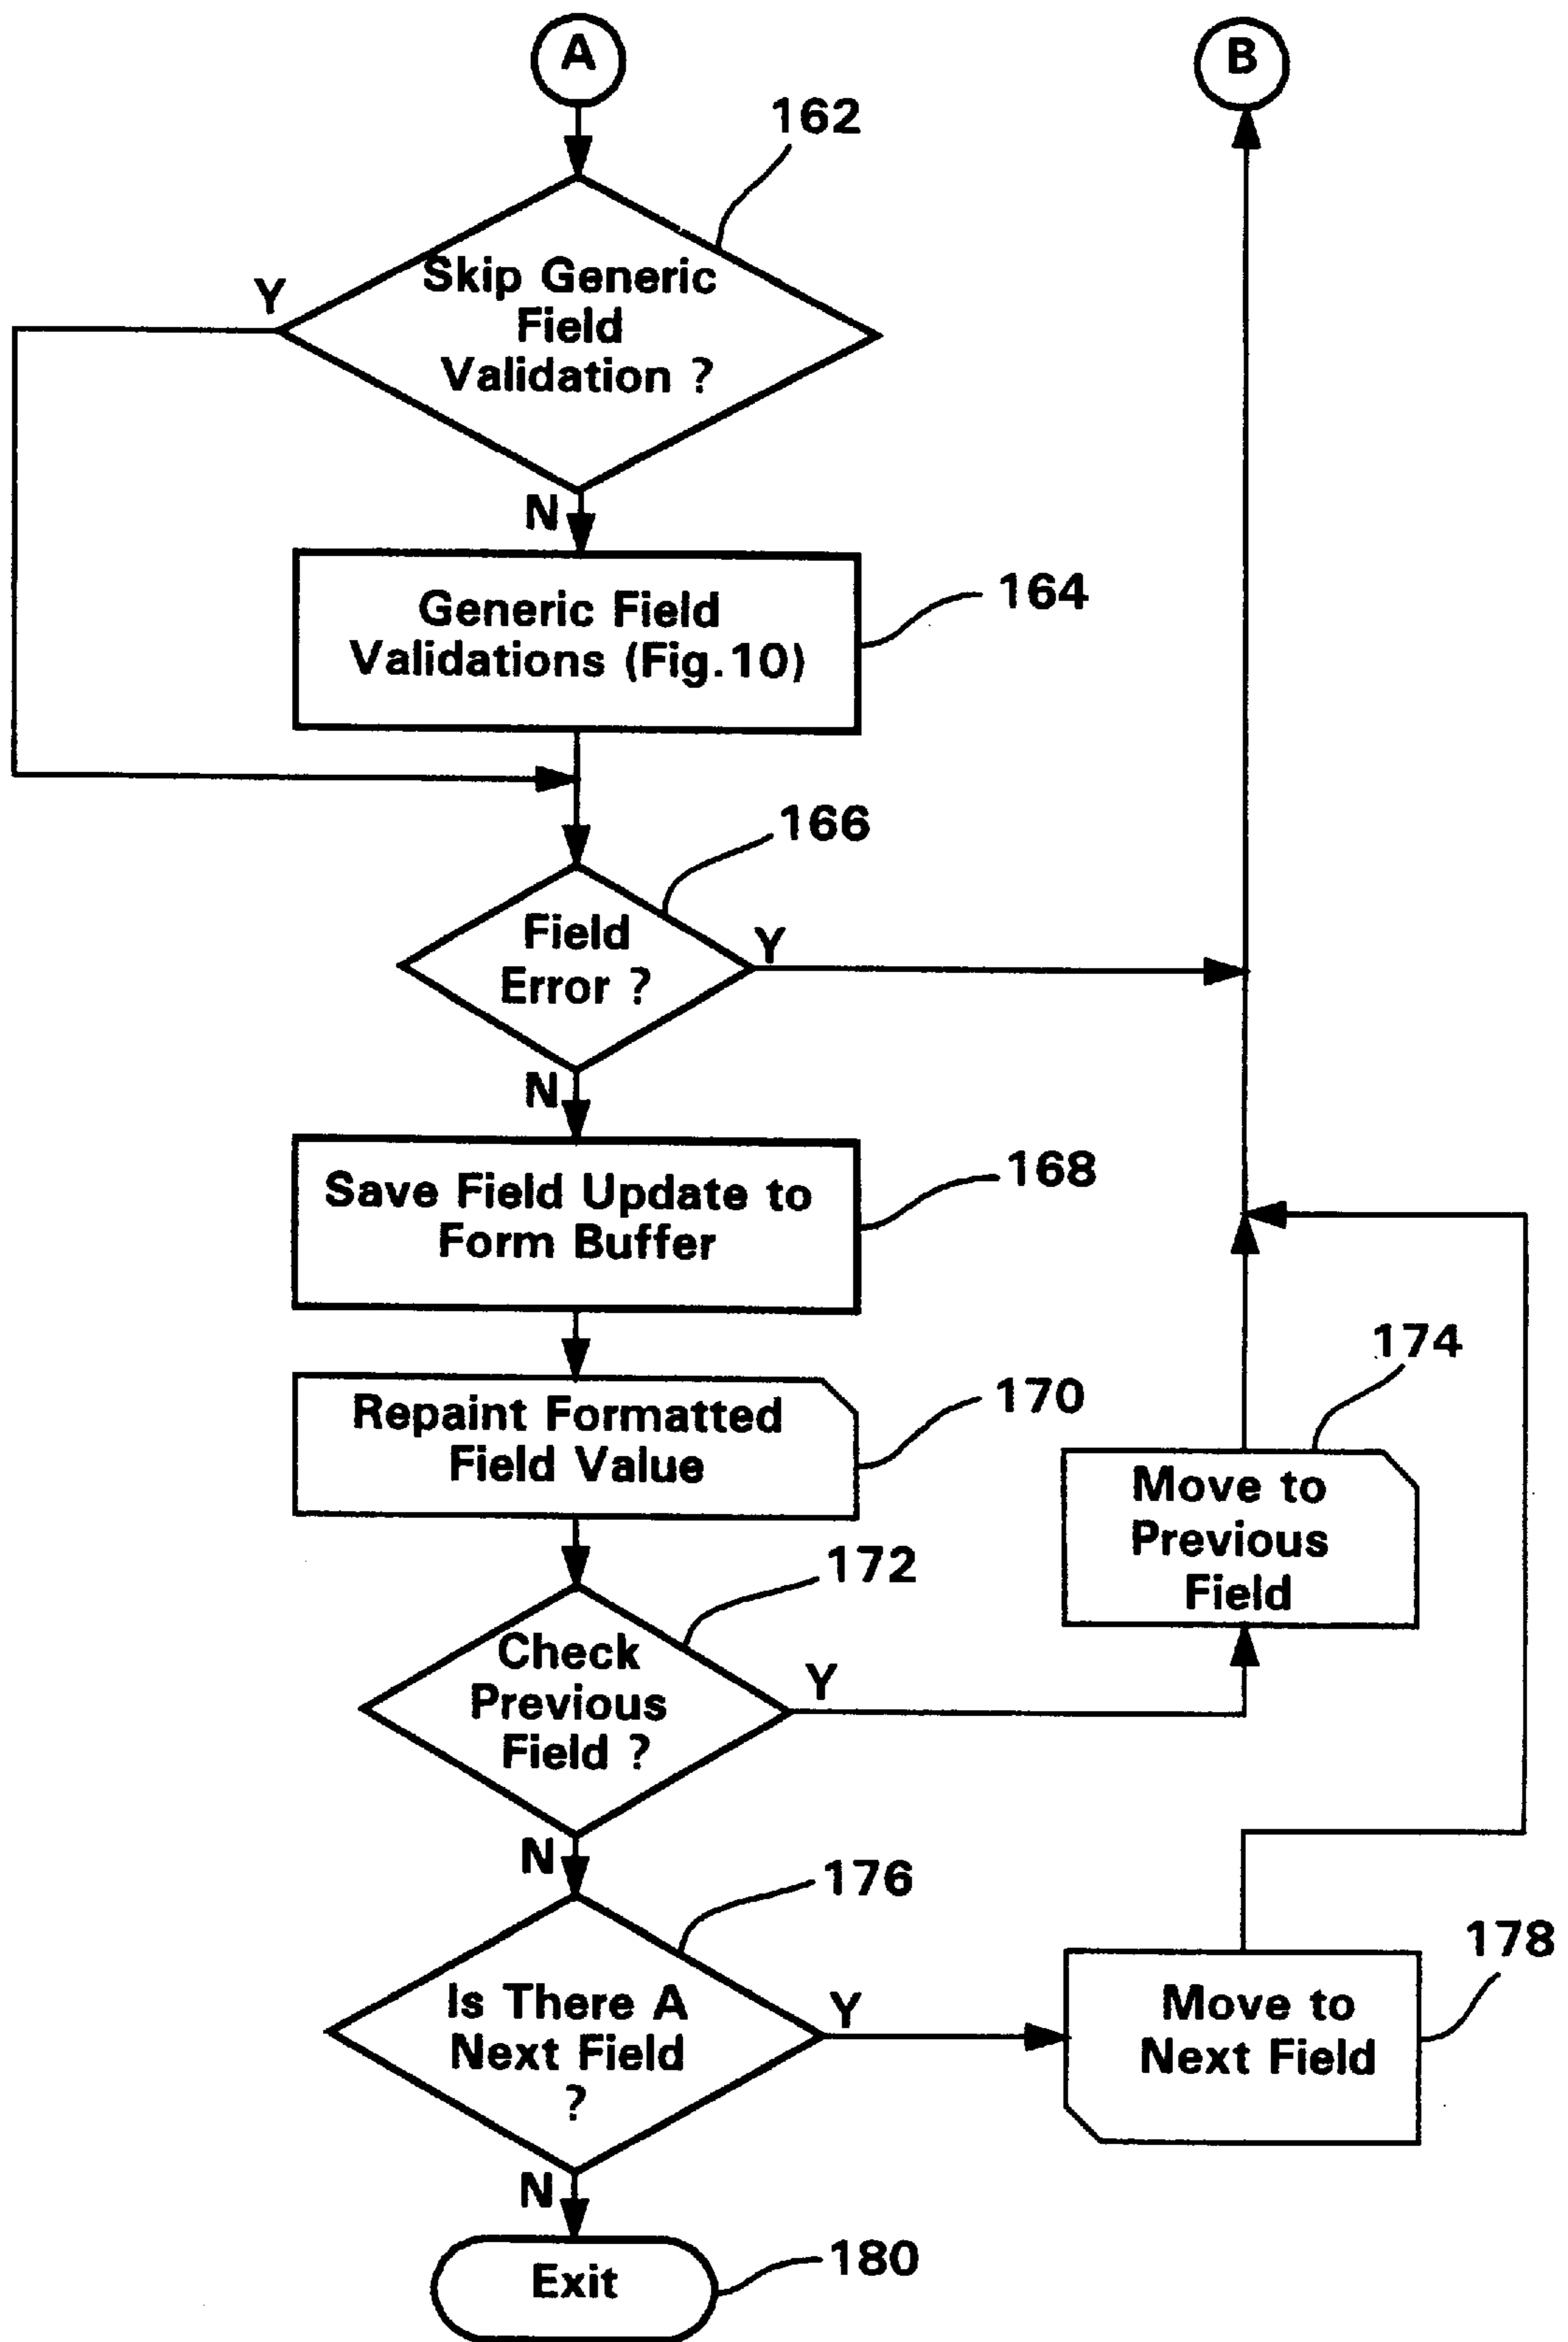 A
B
162
Skip Generic
Field
Validation ?
Y
N
Generic Field
Validations (Fig.10)
164
166
Field
Error ?
Y
N
Save Field Update to
Form Buffer
168
Repaint Formatted
Field Value
170
174
Move to
Previous
Field
172
Check
Previous
Field ?
Y
N
176
Is There A
Next Field
?
Y
178
Move to
Next Field
N
Exit
180